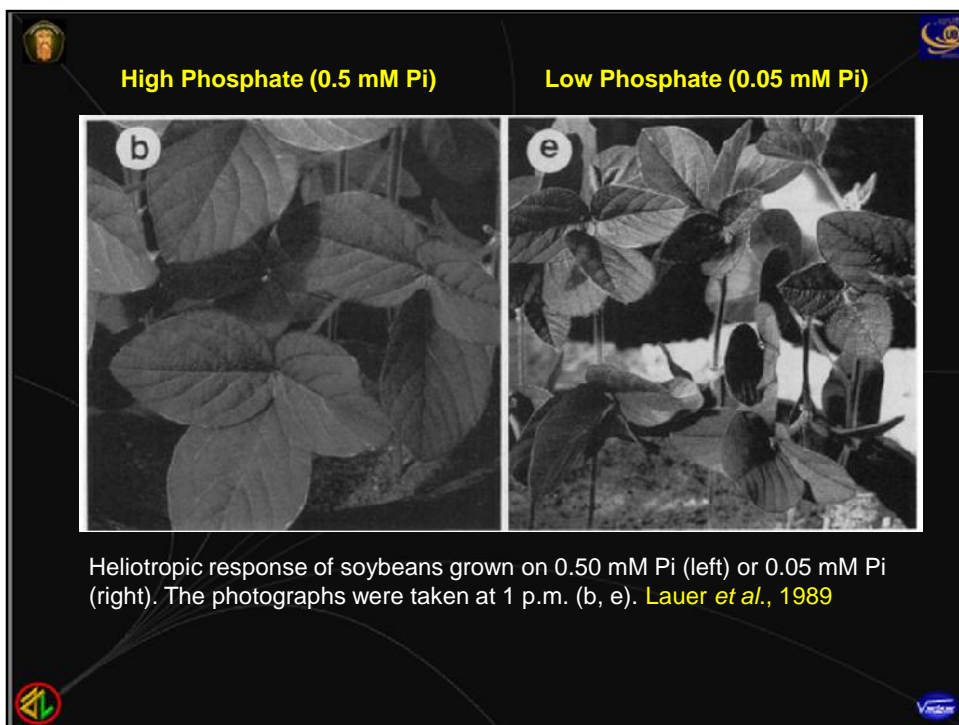 High Phosphate (0.5 mM Pi)
Low Phosphate (0.05 mM Pi)
b
e
Heliotropic response of soybeans grown on 0.50 mM Pi (left) or 0.05 mM Pi
(right). The photographs were taken at 1 p.m. (b, e). Lauer et al., 1989